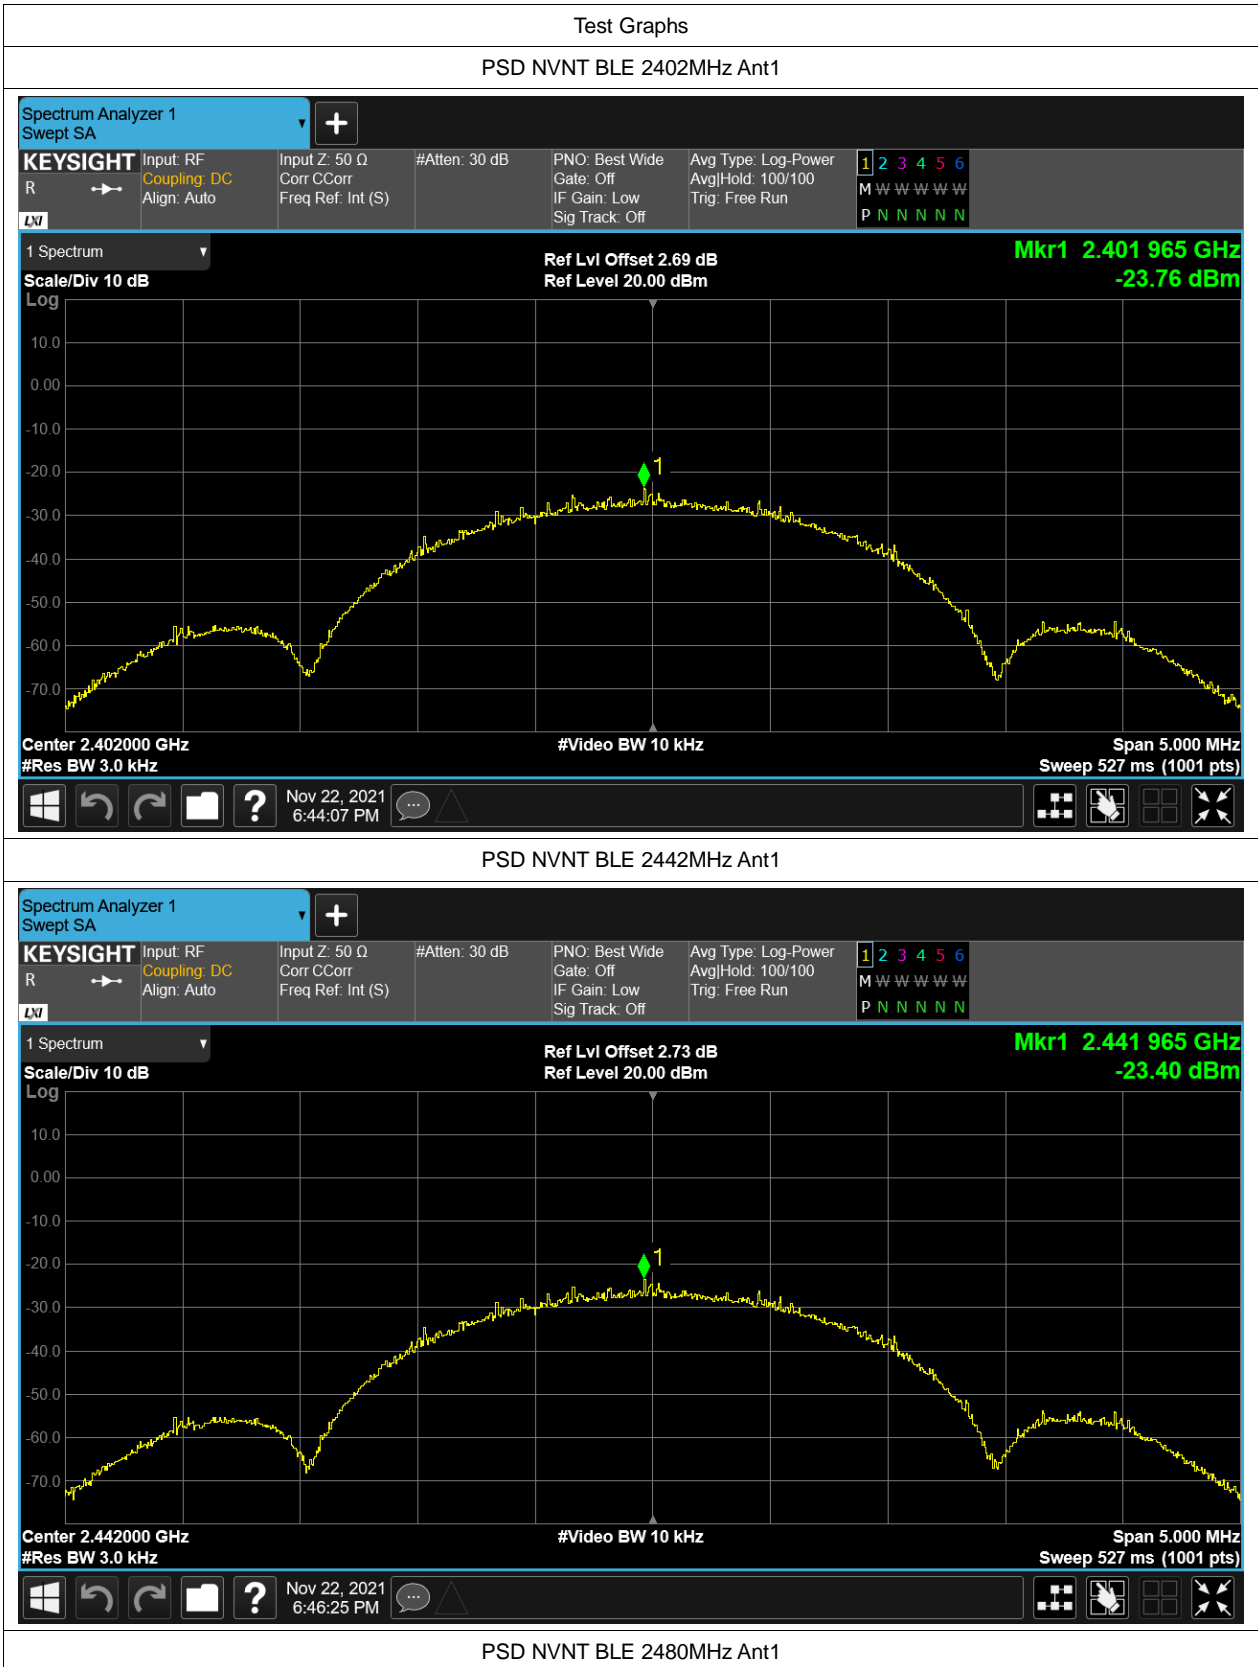 Test Graphs
PSD NVNT BLE 2402MHz Ant1
Spectrum Analyzer 1
Swept SA
KEYSIGHT
R
LXI
Input: RF
Coupling: DC
Align: Auto
Input Z: 50 Ω
Corr CCorr
Freq Ref: Int (S)
#Atten: 30 dB
PNO: Best Wide
Gate: Off
IF Gain: Low
Sig Track: Off
Avg Type: Log-Power
Avg|Hold: 100/100
Trig: Free Run
1 2 3 4 5 6
M W W W W W
P N N N N N
1 Spectrum
Scale/Div 10 dB
Ref Lvl Offset 2.69 dB
Ref Level 20.00 dBm
Mkr1 2.401 965 GHz
-23.76 dBm
Log
10.0
0.00
-10.0
-20.0
-30.0
-40.0
-50.0
-60.0
-70.0
1
Center 2.402000 GHz
#Video BW 10 kHz
Span 5.000 MHz
#Res BW 3.0 kHz
Sweep 527 ms (1001 pts)
?
Nov 22, 2021
6:44:07 PM
PSD NVNT BLE 2442MHz Ant1
Spectrum Analyzer 1
Swept SA
KEYSIGHT
R
LXI
Input: RF
Coupling: DC
Align: Auto
Input Z: 50 Ω
Corr CCorr
Freq Ref: Int (S)
#Atten: 30 dB
PNO: Best Wide
Gate: Off
IF Gain: Low
Sig Track: Off
Avg Type: Log-Power
Avg|Hold: 100/100
Trig: Free Run
1 2 3 4 5 6
M W W W W W
P N N N N N
1 Spectrum
Scale/Div 10 dB
Ref Lvl Offset 2.73 dB
Ref Level 20.00 dBm
Mkr1 2.441 965 GHz
-23.40 dBm
Log
10.0
0.00
-10.0
-20.0
-30.0
-40.0
-50.0
-60.0
-70.0
1
Center 2.442000 GHz
#Video BW 10 kHz
Span 5.000 MHz
#Res BW 3.0 kHz
Sweep 527 ms (1001 pts)
?
Nov 22, 2021
6:46:25 PM
PSD NVNT BLE 2480MHz Ant1